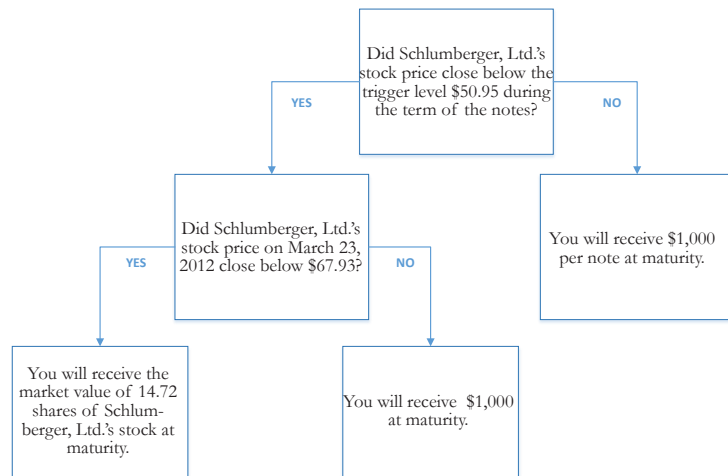 Did Schlumberger, Ltd.'s
stock price close below the
trigger level $50.95 during
the term of the notes?
YES
NO
Did Schlumberger, Ltd.'s
stock price on March 23,
2012 close below $67.93?
You will receive $1,000
per note at maturity.
YES
NO
You will receive the
market value of 14.72
shares of Schlum-
berger, Ltd.'s stock at
maturity.
You will receive $1,000
at maturity.